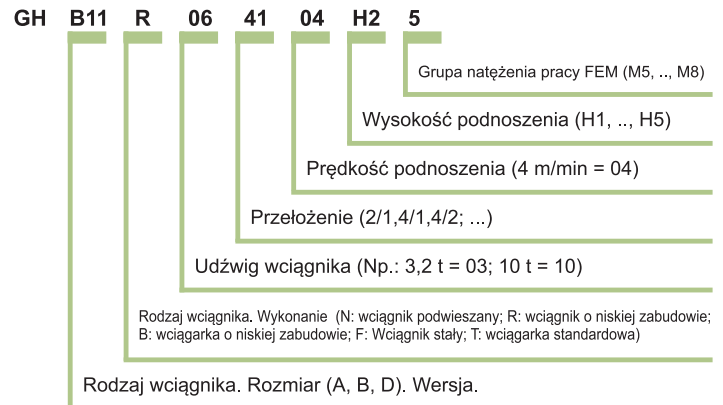 GH B11 R 06 41 04 H2 5
Grupa natężenia pracy FEM (M5, .., M8)
Wysokość podnoszenia (H1, .., H5)
Prędkość podnoszenia (4 m/min = 04)
Przełożenie (2/1,4/1,4/2; ...)
Udźwig wciągnika (Np.: 3,2 t = 03; 10 t = 10)
Rodzaj wciągnika. Wykonanie (N: wciągnik podwieszany; R: wciągnik o niskiej zabudowie;
B: wciągarka o niskiej zabudowie; F: Wciągnik stały; T: wciągarka standardowa)
Rodzaj wciągnika. Rozmiar (A, B, D). Wersja.